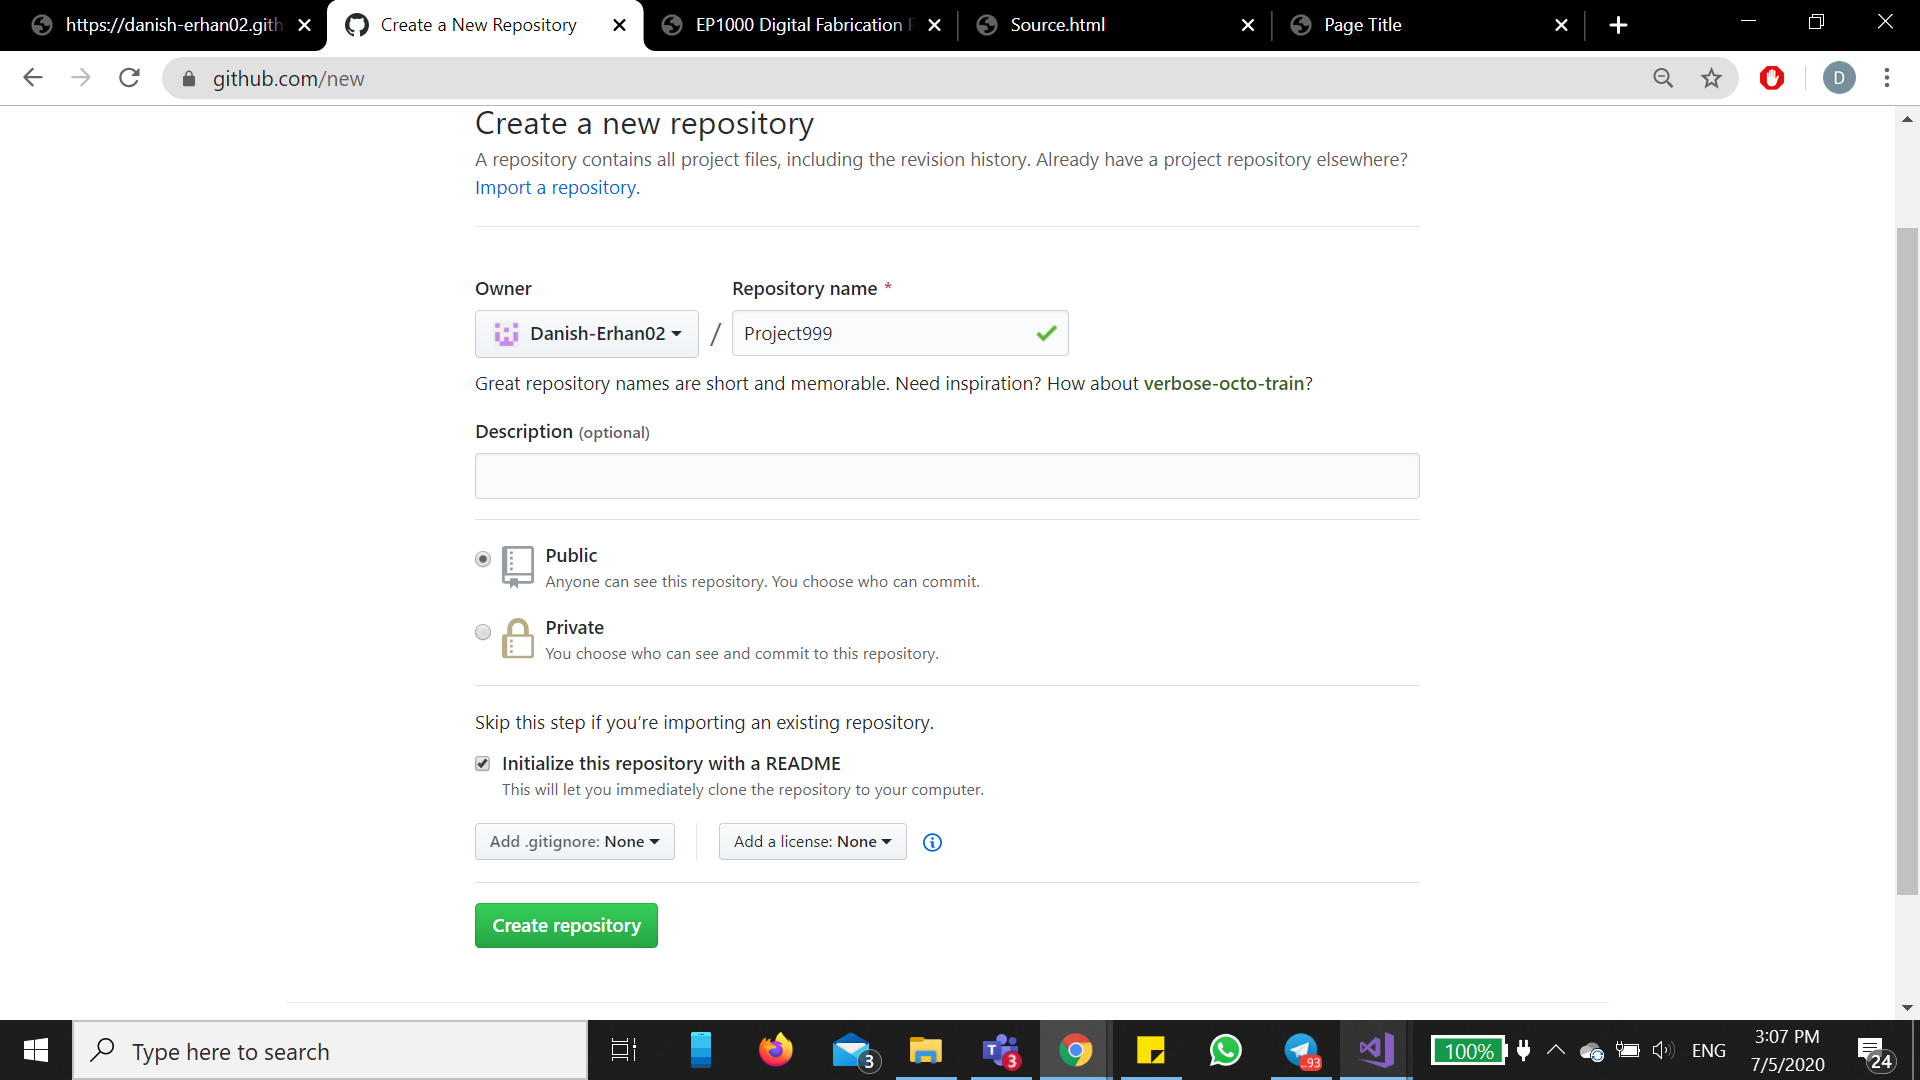 https://danish-erhan02.gith
Create a New Repository
EP1000 Digital Fabrication
Source.html
Page Title
github.com/new
D
Create a new repository
A repository contains all project files, including the revision history. Already have a project repository elsewhere?
Import a repository.
Owner
Repository name *
Danish-Erhan02
/
Project999
Great repository names are short and memorable. Need inspiration? How about verbose-octo-train?
Description (optional)
Public
Anyone can see this repository. You choose who can commit.
Private
You choose who can see and commit to this repository.
Skip this step if you're importing an existing repository.
Initialize this repository with a README
This will let you immediately clone the repository to your computer.
Add .gitignore: None
Add a license: None
Create repository
Type here to search
3
3
.93
100%
ENG
3:07 PM
7/5/2020
24